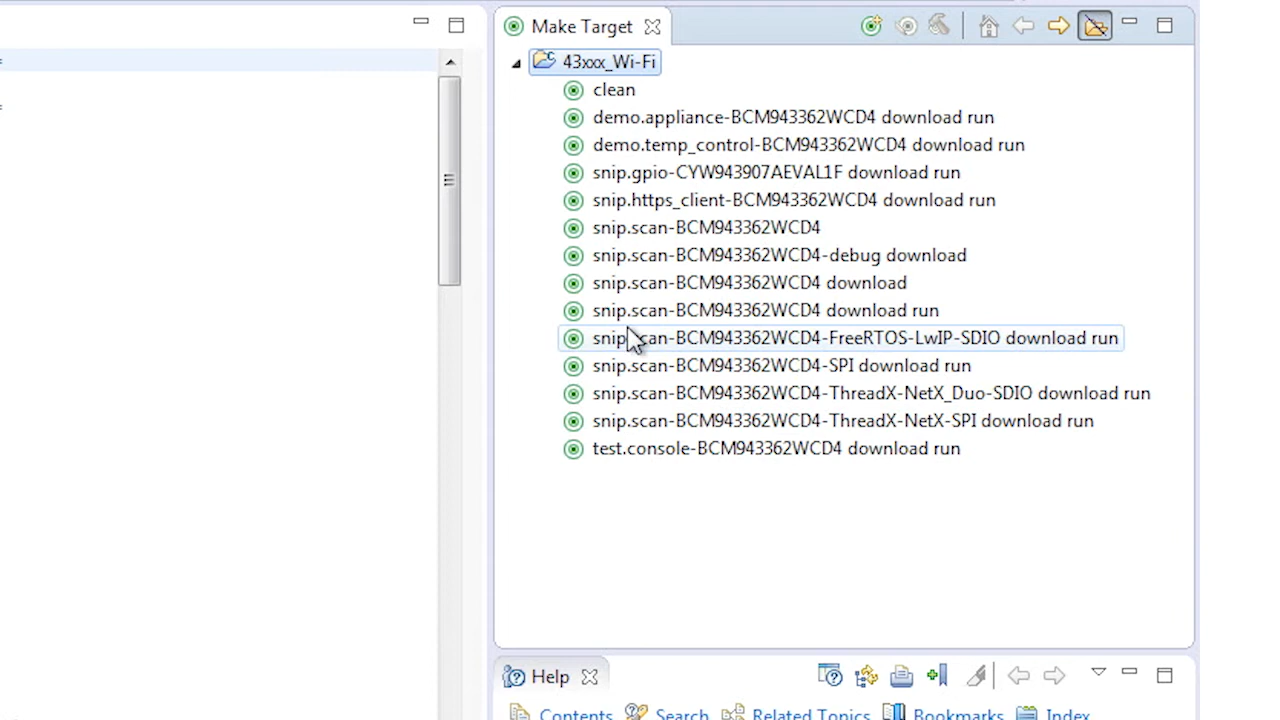 Make Target
43xxx_Wi-Fi
clean
demo.appliance-BCM943362WCD4 download run
demo.temp_control-BCM943362WCD4 download run
snip.gpio-CYW943907AEVAL1F download run
snip.https_client-BCM943362WCD4 download run
snip.scan-BCM943362WCD4
snip.scan-BCM943362WCD4-debug download
snip.scan-BCM943362WCD4 download
snip.scan-BCM943362WCD4 download run
snip.scan-BCM943362WCD4-FreeRTOS-LwIP-SDIO download run
snip.scan-BCM943362WCD4-SPI download run
snip.scan-BCM943362WCD4-ThreadX-NetX_Duo-SDIO download run
snip.scan-BCM943362WCD4-ThreadX-NetX-SPI download run
test.console-BCM943362WCD4 download run
Help
Contents Search Related Topics Bookmarks Index